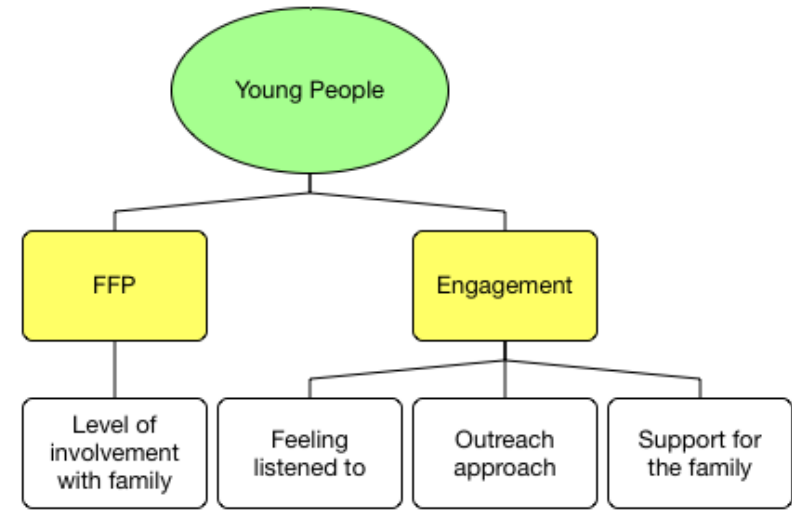 Young People
FFP
Engagement
Level of
involvement
with family
Feeling
listened to
Outreach
approach
Support for
the family